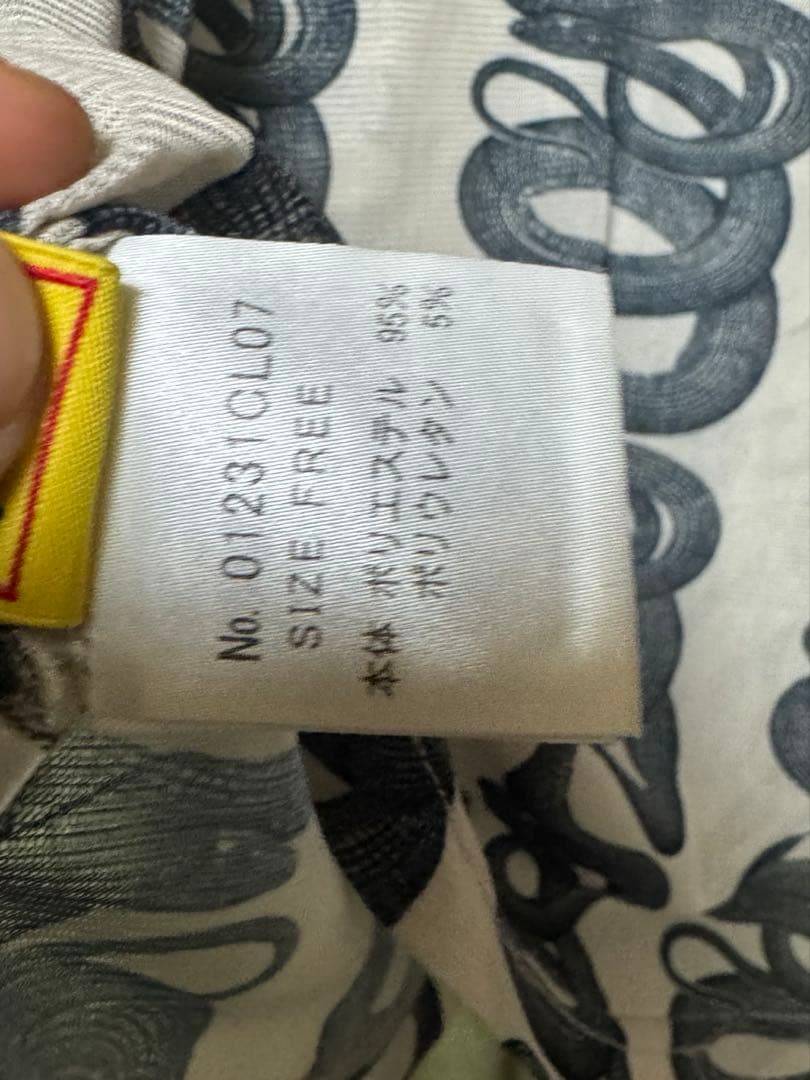 No. 01231CL07
SIZE FREE
本体 ポリエステル 95%
ポリウレタン 5%